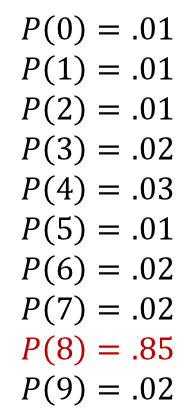 P(0) = .01
P(1) = .01
P(2) = .01
P(3) = .02
P(4) = .03
P(5) = .01
P(6) = .02
P(7) = .02
P(8) = .85
P(9) = .02